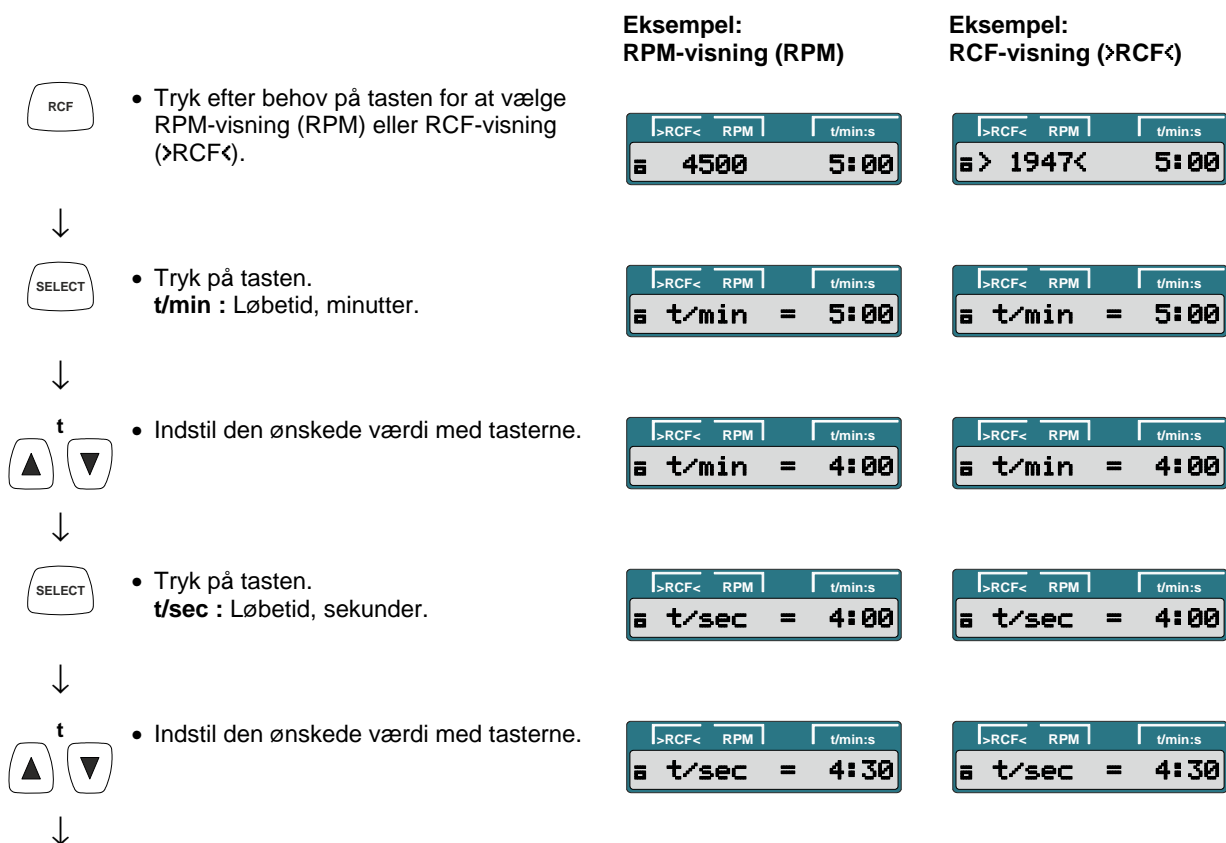 Eksempel:
RPM-visning (RPM)
Eksempel:
RCF-visning (>RCF<)
RCF
• Tryk efter behov på tasten for at vælge
RPM-visning (RPM) eller RCF-visning
(>RCF<).
>RCF< RPM t/min:s
4500 5:00
>RCF< RPM t/min:s
> 1947< 5:00
↓
SELECT
• Tryk på tasten.
t/min : Løbetid, minutter.
>RCF< RPM t/min:s
t/min = 5:00
>RCF< RPM t/min:s
t/min = 5:00
↓
t
• Indstil den ønskede værdi med tasterne.
>RCF< RPM t/min:s
t/min = 4:00
>RCF< RPM t/min:s
t/min = 4:00
↓
SELECT
• Tryk på tasten.
t/sec : Løbetid, sekunder.
>RCF< RPM t/min:s
t/sec = 4:00
>RCF< RPM t/min:s
t/sec = 4:00
↓
t
• Indstil den ønskede værdi med tasterne.
>RCF< RPM t/min:s
t/sec = 4:30
>RCF< RPM t/min:s
t/sec = 4:30
↓